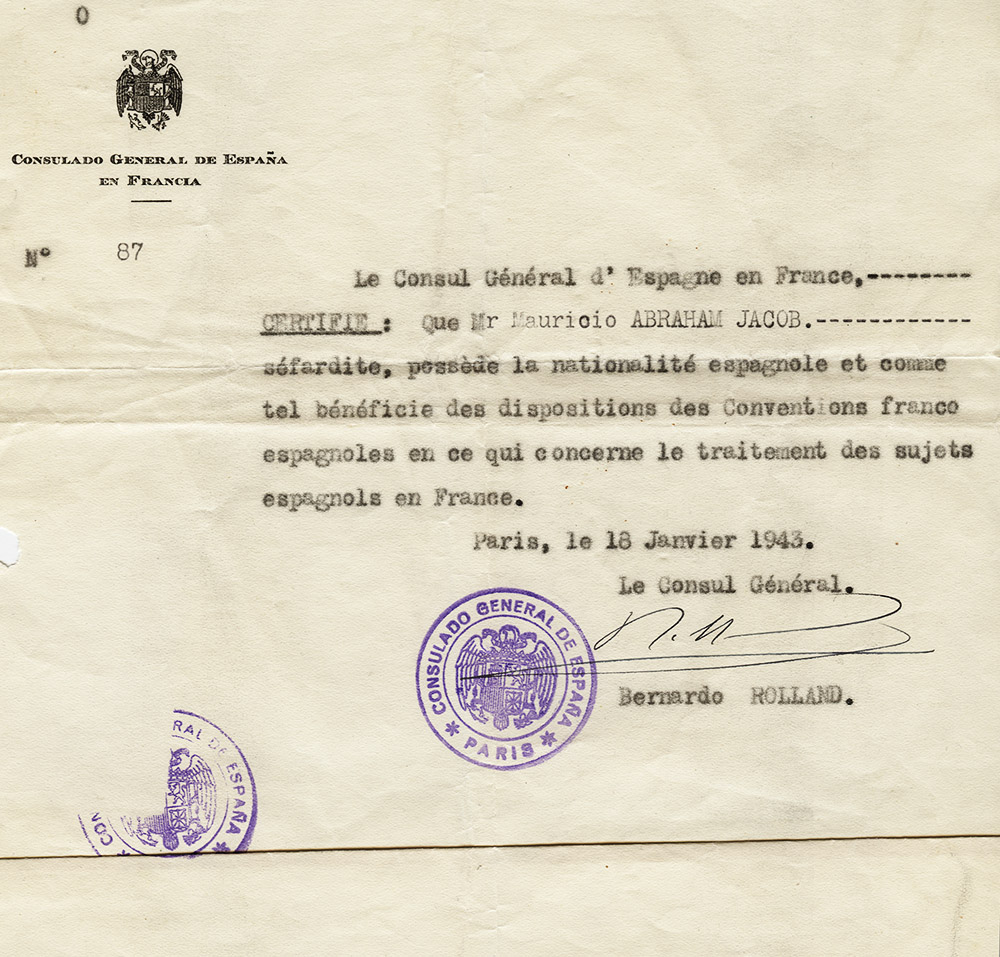 O
CONSULADO GENERAL DE ESPAÑA
EN FRANCIA
Nº 87
Le Consul Général d' Espagne en France,--------
CERTIFIE : Que Mr Mauricio ABRAHAM JACOB.------------
séfardite, possède la nationalité espagnole et comme
tel bénéficie des dispositions des Conventions franco
espagnoles en ce qui concerne le traitement des sujets
espagnols en France.
Paris, le 18 Janvier 1943.
Le Consul Général.
CONSULADO GENERAL DE ESPAÑA
* PARIS *
Bernardo ROLLAND.
CON
RAL DE ESPAÑA